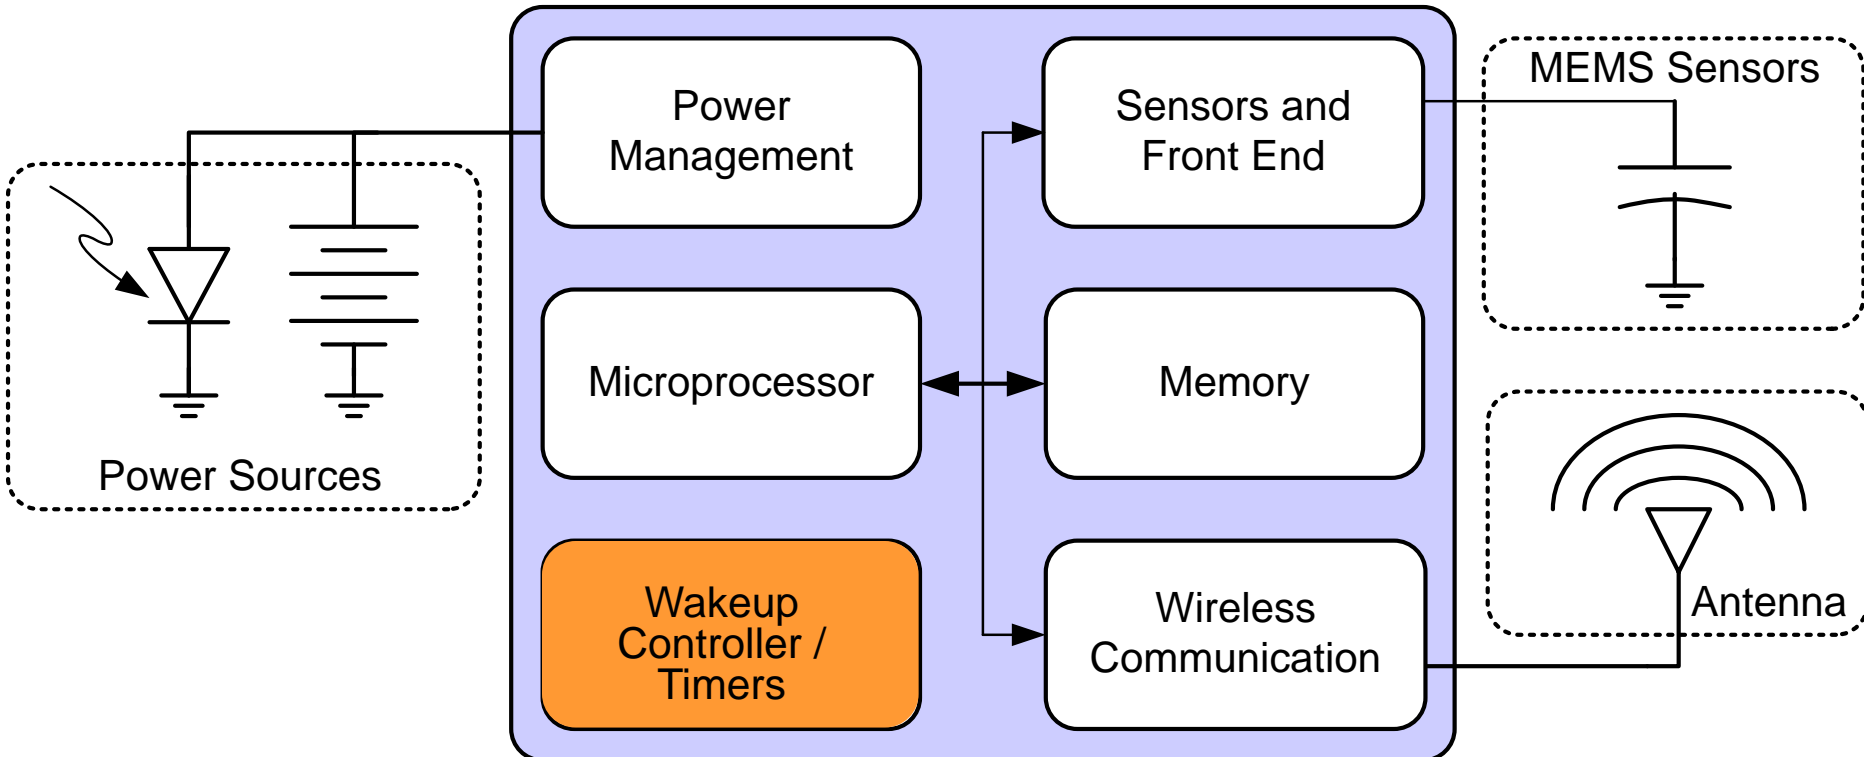 Power
Management
Sensors and
Front End
MEMS Sensors
Microprocessor
Memory
Power Sources
Wakeup
Controller /
Timers
Wireless
Communication
Antenna